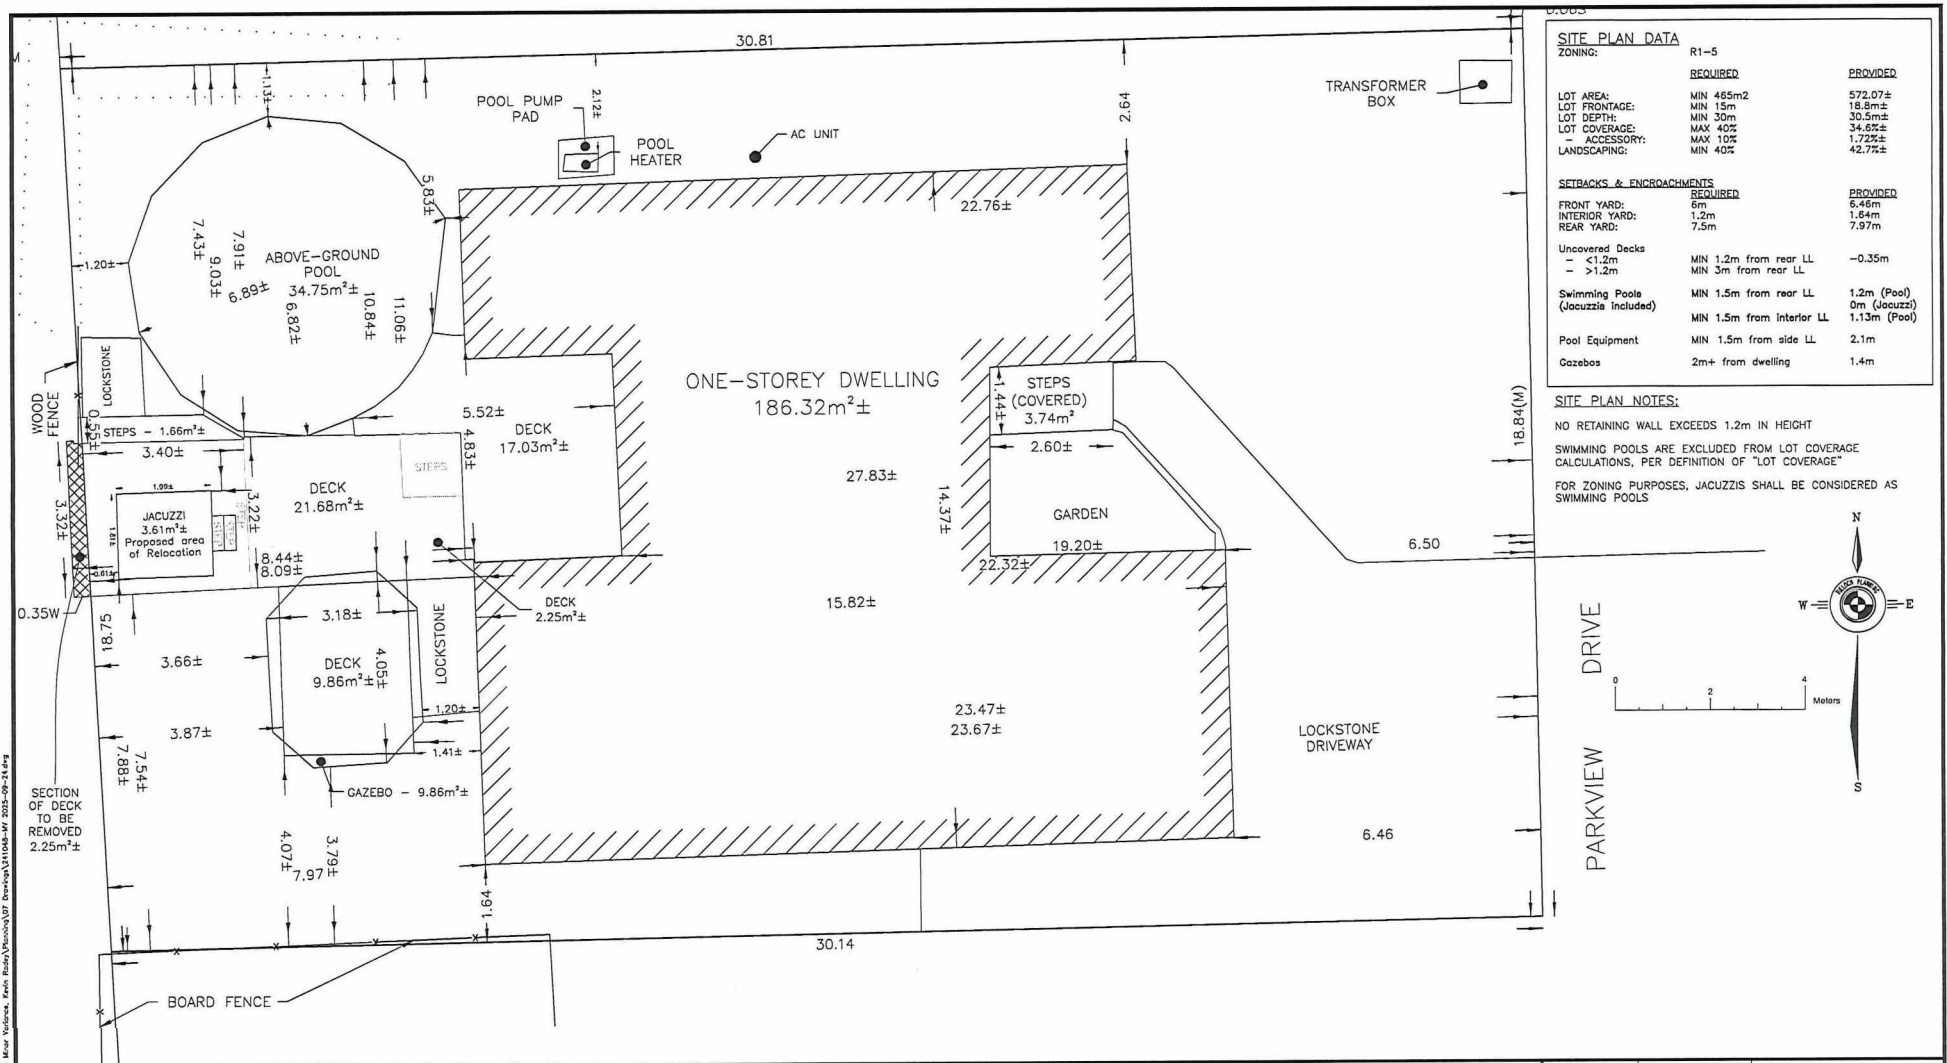 30.81
SITE PLAN DATA
ZONING: R1-5
REQUIRED PROVIDED
LOT AREA: MIN 465m2 572.07±
LOT FRONTAGE: MIN 15m 18.8m±
LOT DEPTH: MIN 30m 30.5m±
LOT COVERAGE: MAX 40% 34.6%±
- ACCESSORY: MAX 10% 1.72%±
LANDSCAPING: MIN 40% 42.7%±
SETBACKS & ENCROACHMENTS
REQUIRED PROVIDED
FRONT YARD: 6m 6.46m
INTERIOR YARD: 1.2m 1.64m
REAR YARD: 7.5m 7.97m
Uncovered Decks
- <1.2m MIN 1.2m from rear LL -0.35m
- >1.2m MIN 3m from rear LL
Swimming Pools MIN 1.5m from rear LL 1.2m (Pool)
(Jacuzzis included) 0m (Jacuzzi)
MIN 1.5m from interior LL 1.13m (Pool)
Pool Equipment MIN 1.5m from side LL 2.1m
Gazebos 2m+ from dwelling 1.4m
SITE PLAN NOTES:
NO RETAINING WALL EXCEEDS 1.2m IN HEIGHT
SWIMMING POOLS ARE EXCLUDED FROM LOT COVERAGE
CALCULATIONS, PER DEFINITION OF "LOT COVERAGE"
FOR ZONING PURPOSES, JACUZZIS SHALL BE CONSIDERED AS
SWIMMING POOLS
TRANSFORMER
BOX
1.13±
2.12±
2.64
POOL PUMP
PAD
POOL
HEATER
AC UNIT
5.83±
22.76±
7.43±
9.03±
7.91±
6.89±
1.20±
ABOVE-GROUND
POOL
34.75m²±
6.82±
10.84±
11.06±
LOCKSTONE
WOOD
FENCE
0.55±
STEPS - 1.66m²±
3.40±
5.52±
4.83±
DECK
17.03m²±
ONE-STOREY DWELLING
186.32m²±
1.44±
STEPS
(COVERED)
3.74m²
2.60±
18.84(M)
STEPS
DECK
21.68m²±
3.22±
1.99±
1.81±
JACUZZI
3.61m²±
Proposed area
of Relocation
STEP
STEP
STEP
3.32±
0.61±
0.35W
8.44±
8.09±
27.83±
14.37±
GARDEN
19.20±
22.32±
6.50
15.82±
DECK
2.25m²±
LOCKSTONE
3.18±
DECK
9.86m²±
4.05±
18.75
3.66±
3.87±
1.20±
1.41±
7.88±
7.54±
GAZEBO - 9.86m²±
23.47±
23.67±
LOCKSTONE
DRIVEWAY
PARKVIEW DRIVE
N
W
E
S
0
2
4
Meters
SECTION
OF DECK
TO BE
REMOVED
2.25m²±
4.07±
3.79±
7.97
1.64
6.46
30.14
BOARD FENCE